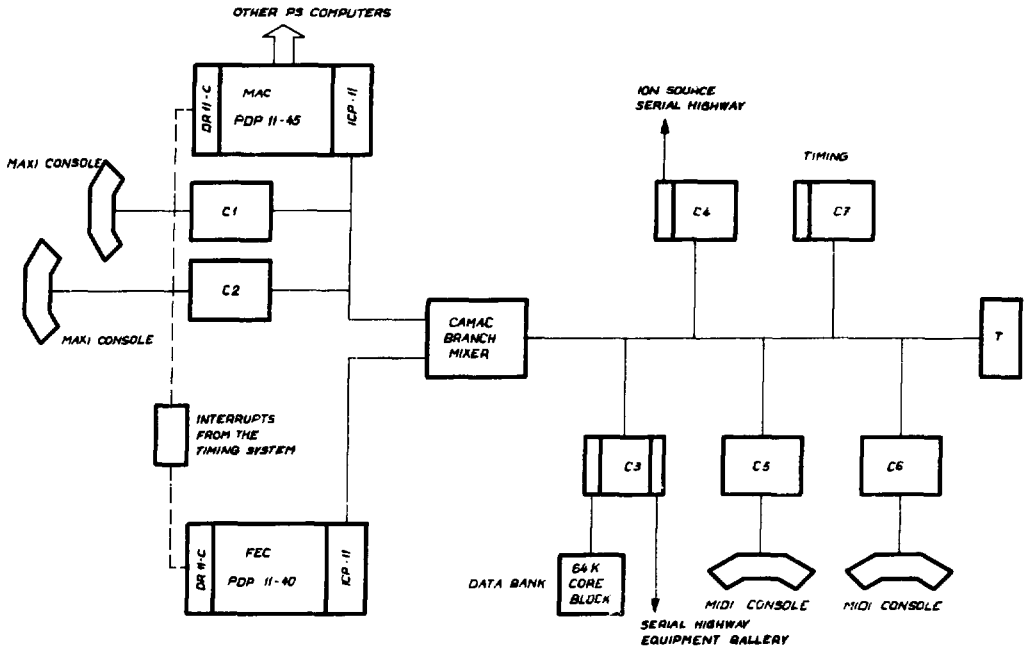 OTHER PS COMPUTERS
DR 11-C
MAC
PDP 11-45
ICP-11
ION SOURCE
SERIAL HIGHWAY
TIMING
MAXI CONSOLE
C1
C4
C7
C2
MAXI CONSOLE
CAMAC
BRANCH
MIXER
T
INTERRUPTS
FROM THE
TIMING SYSTEM
C3
C5
C6
DR 11-C
FEC
PDP 11-40
ICP-11
DATA BANK
64K
CORE
BLOCK
MIDI CONSOLE
MIDI CONSOLE
SERIAL HIGHWAY
EQUIPMENT GALLERY